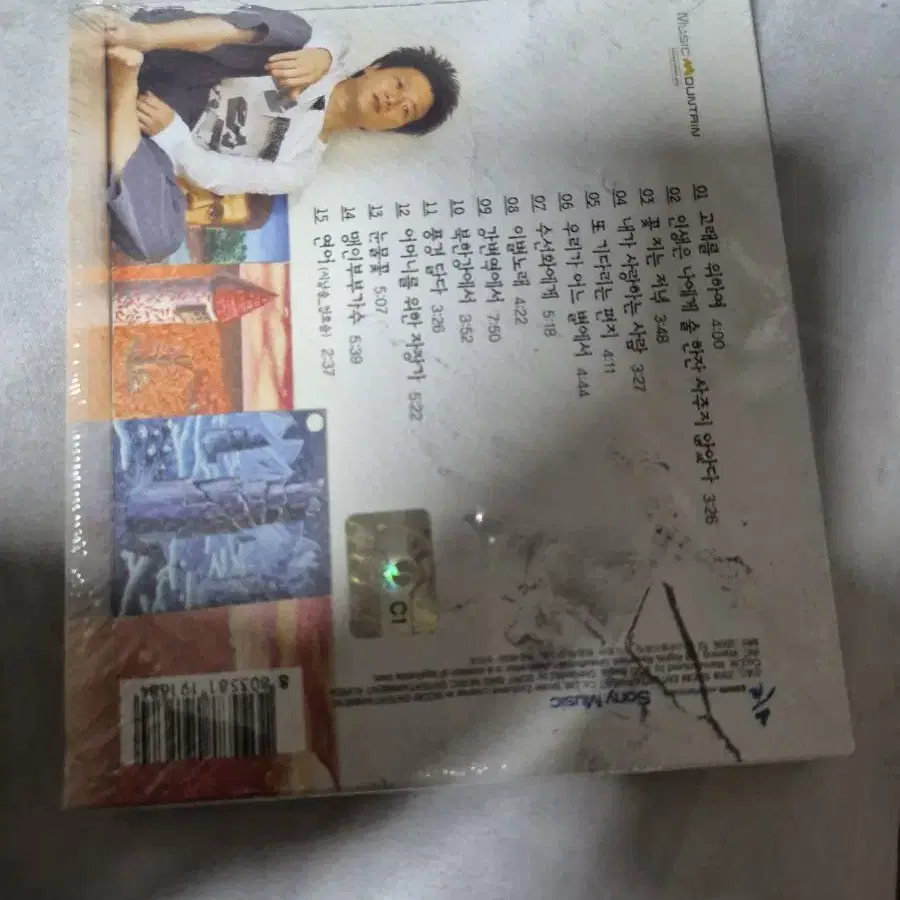 MUSIC MOUNTAIN
01 고래를 위하여 4:00
02 인생은 나에게 술 한잔 사주지 않았다 3:26
03 꽃 지는 저녁 3:48
04 내가 사랑하는 사람 3:27
05 또 기다리는 편지 4:11
06 우리가 어느 별에서 4:44
07 수선화에게 5:18
08 이별노래 4:22
09 강변역에서 7:50
10 북한강에서 3:52
11 풍경 달다 3:26
12 어머니를 위한 자장가 5:22
13 눈물꽃 5:07
14 맹인부부가수 5:39
15 연어 2:37
C1
Sony Music
8 803581 191684